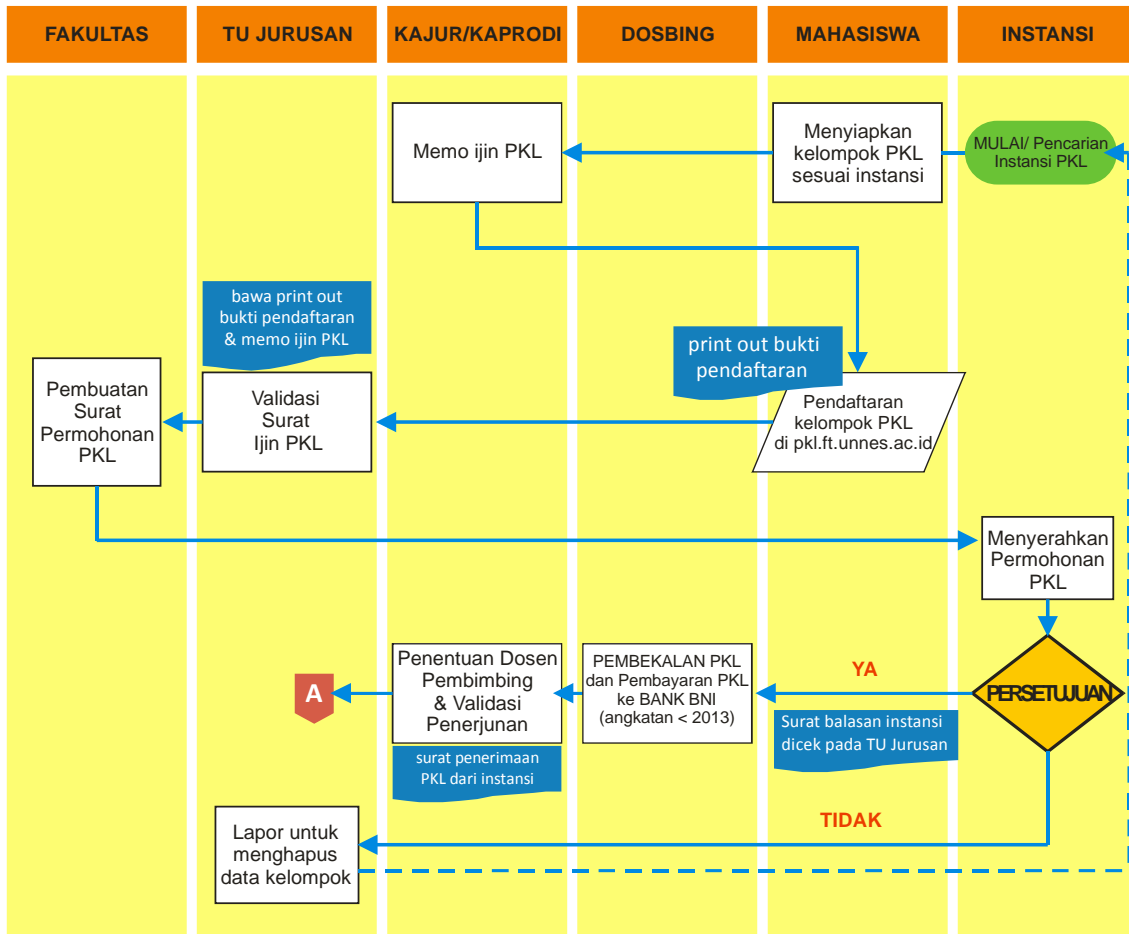 FAKULTAS
TU JURUSAN
KAJUR/KAPRODI
DOSBING
MAHASISWA
INSTANSI
Memo ijin PKL
Menyiapkan
kelompok PKL
sesuai instansi
MULAI/ Pencarian
Instansi PKL
bawa print out
bukti pendaftaran
& memo ijin PKL
print out bukti
pendaftaran
Pembuatan
Surat
Permohonan
PKL
Validasi
Surat
Ijin PKL
Pendaftaran
kelompok PKL
di pkl.ft.unnes.ac.id
Menyerahkan
Permohonan
PKL
A
Penentuan Dosen
Pembimbing
& Validasi
Penerjunan
PEMBEKALAN PKL
dan Pembayaran PKL
ke BANK BNI
(angkatan < 2013)
YA
PERSETUJUAN
surat penerimaan
PKL dari instansi
Surat balasan instansi
dicek pada TU Jurusan
TIDAK
Lapor untuk
menghapus
data kelompok